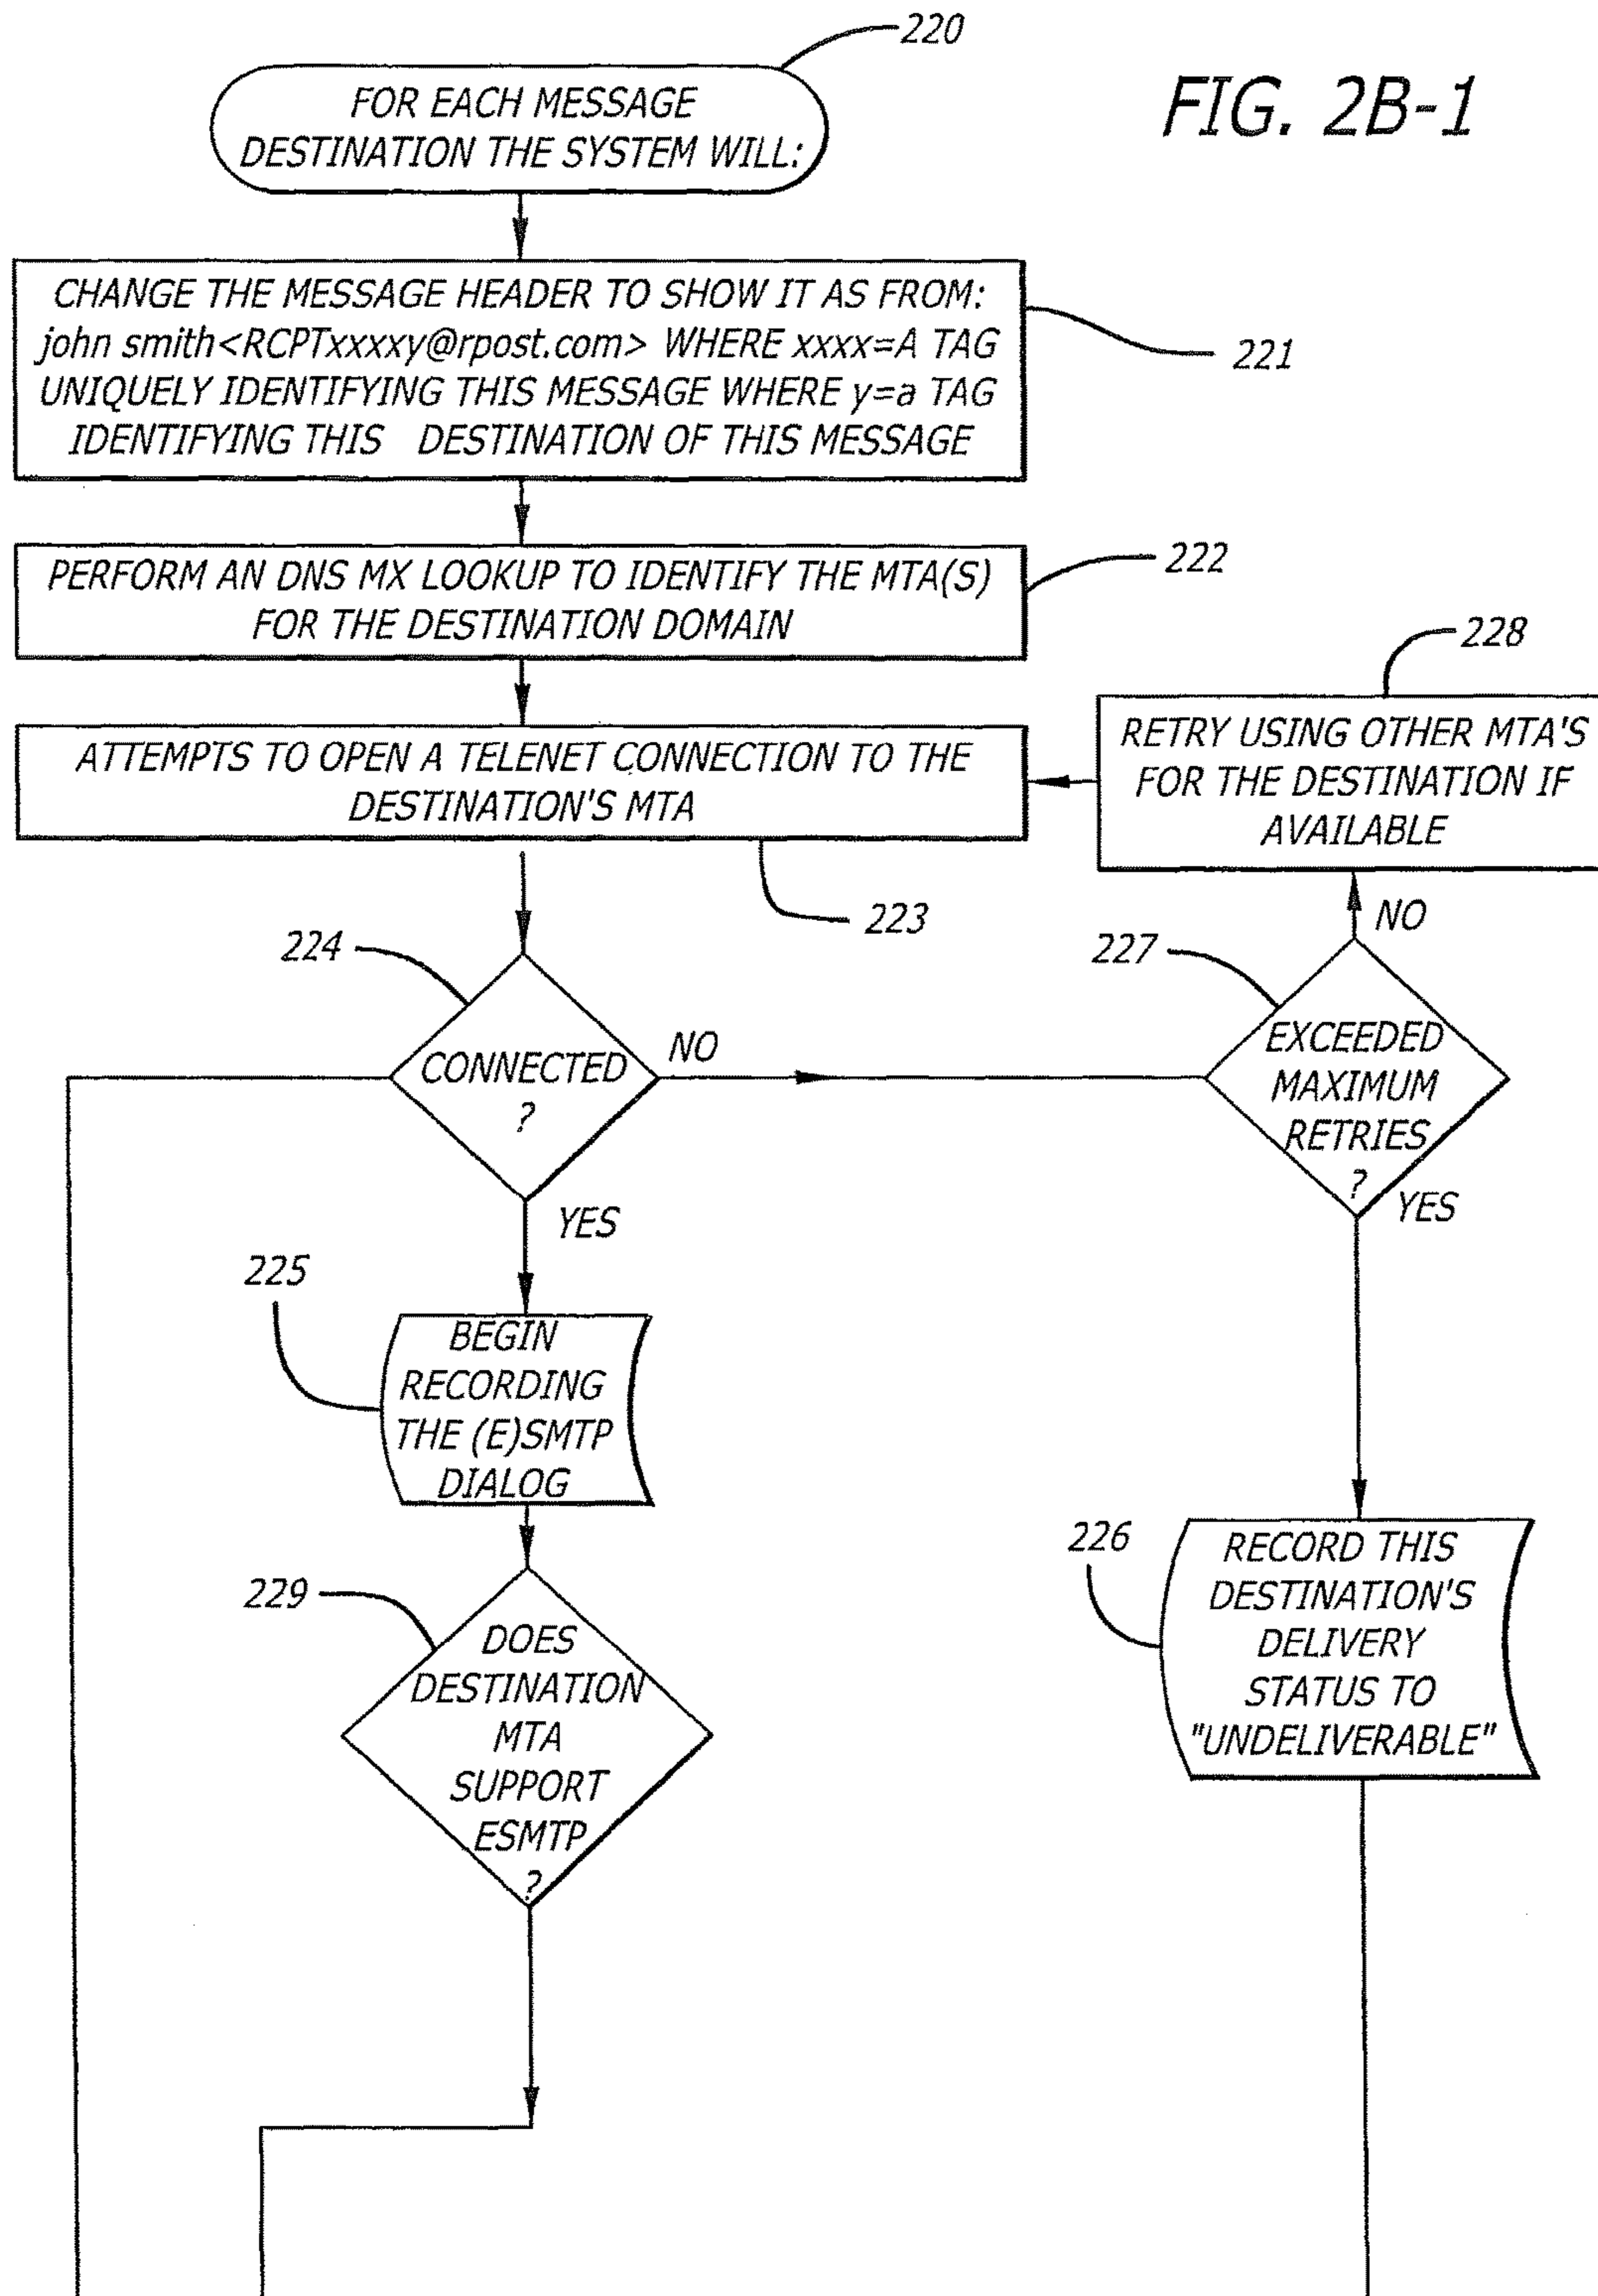 220
FIG. 2B-1
FOR EACH MESSAGE
DESTINATION THE SYSTEM WILL:
CHANGE THE MESSAGE HEADER TO SHOW IT AS FROM:
john smith<RCPTxxxxy@rpost.com> WHERE xxxx=A TAG
UNIQUELY IDENTIFYING THIS MESSAGE WHERE y=a TAG
IDENTIFYING THIS DESTINATION OF THIS MESSAGE
221
PERFORM AN DNS MX LOOKUP TO IDENTIFY THE MTA(S)
FOR THE DESTINATION DOMAIN
222
228
ATTEMPTS TO OPEN A TELENET CONNECTION TO THE
DESTINATION'S MTA
223
RETRY USING OTHER MTA'S
FOR THE DESTINATION IF
AVAILABLE
NO
224
227
CONNECTED
?
NO
EXCEEDED
MAXIMUM
RETRIES
?
YES
YES
225
BEGIN
RECORDING
THE (E)SMTP
DIALOG
226
RECORD THIS
DESTINATION'S
DELIVERY
STATUS TO
"UNDELIVERABLE"
229
DOES
DESTINATION
MTA
SUPPORT
ESMTP
?